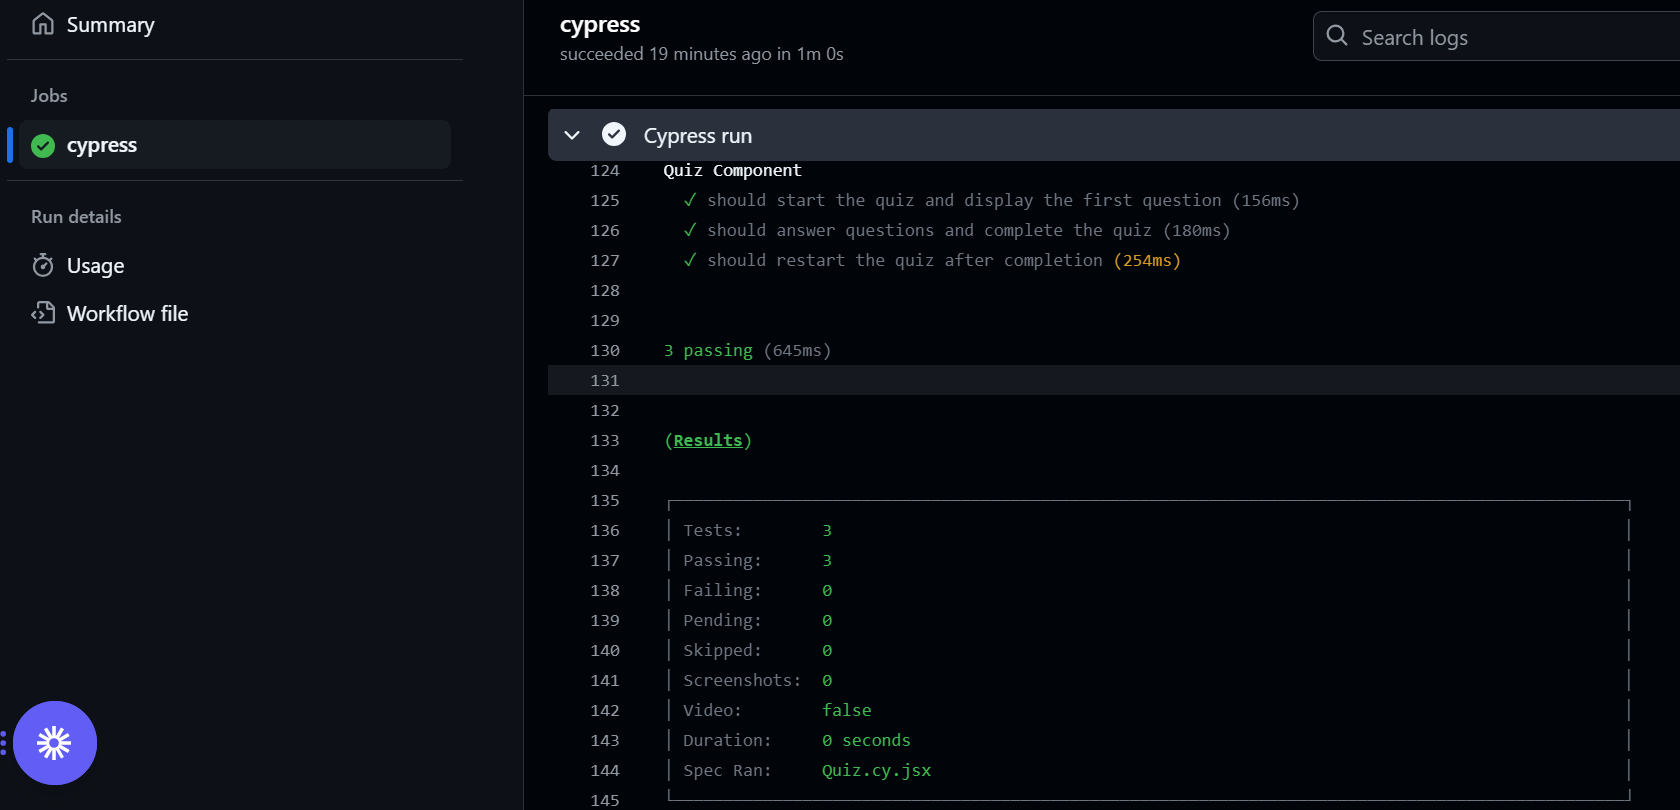 Summary
Jobs
cypress
Run details
Usage
Workflow file
cypress
succeeded 19 minutes ago in 1m 0s
Search logs
Cypress run
124 Quiz Component
125 ✓ should start the quiz and display the first question (156ms)
126 ✓ should answer questions and complete the quiz (180ms)
127 ✓ should restart the quiz after completion (254ms)
128
129
130 3 passing (645ms)
131
132
133 (Results)
134
135
136 Tests: 3
137 Passing: 3
138 Failing: 0
139 Pending: 0
140 Skipped: 0
141 Screenshots: 0
142 Video: false
143 Duration: 0 seconds
144 Spec Ran: Quiz.cy.jsx
145